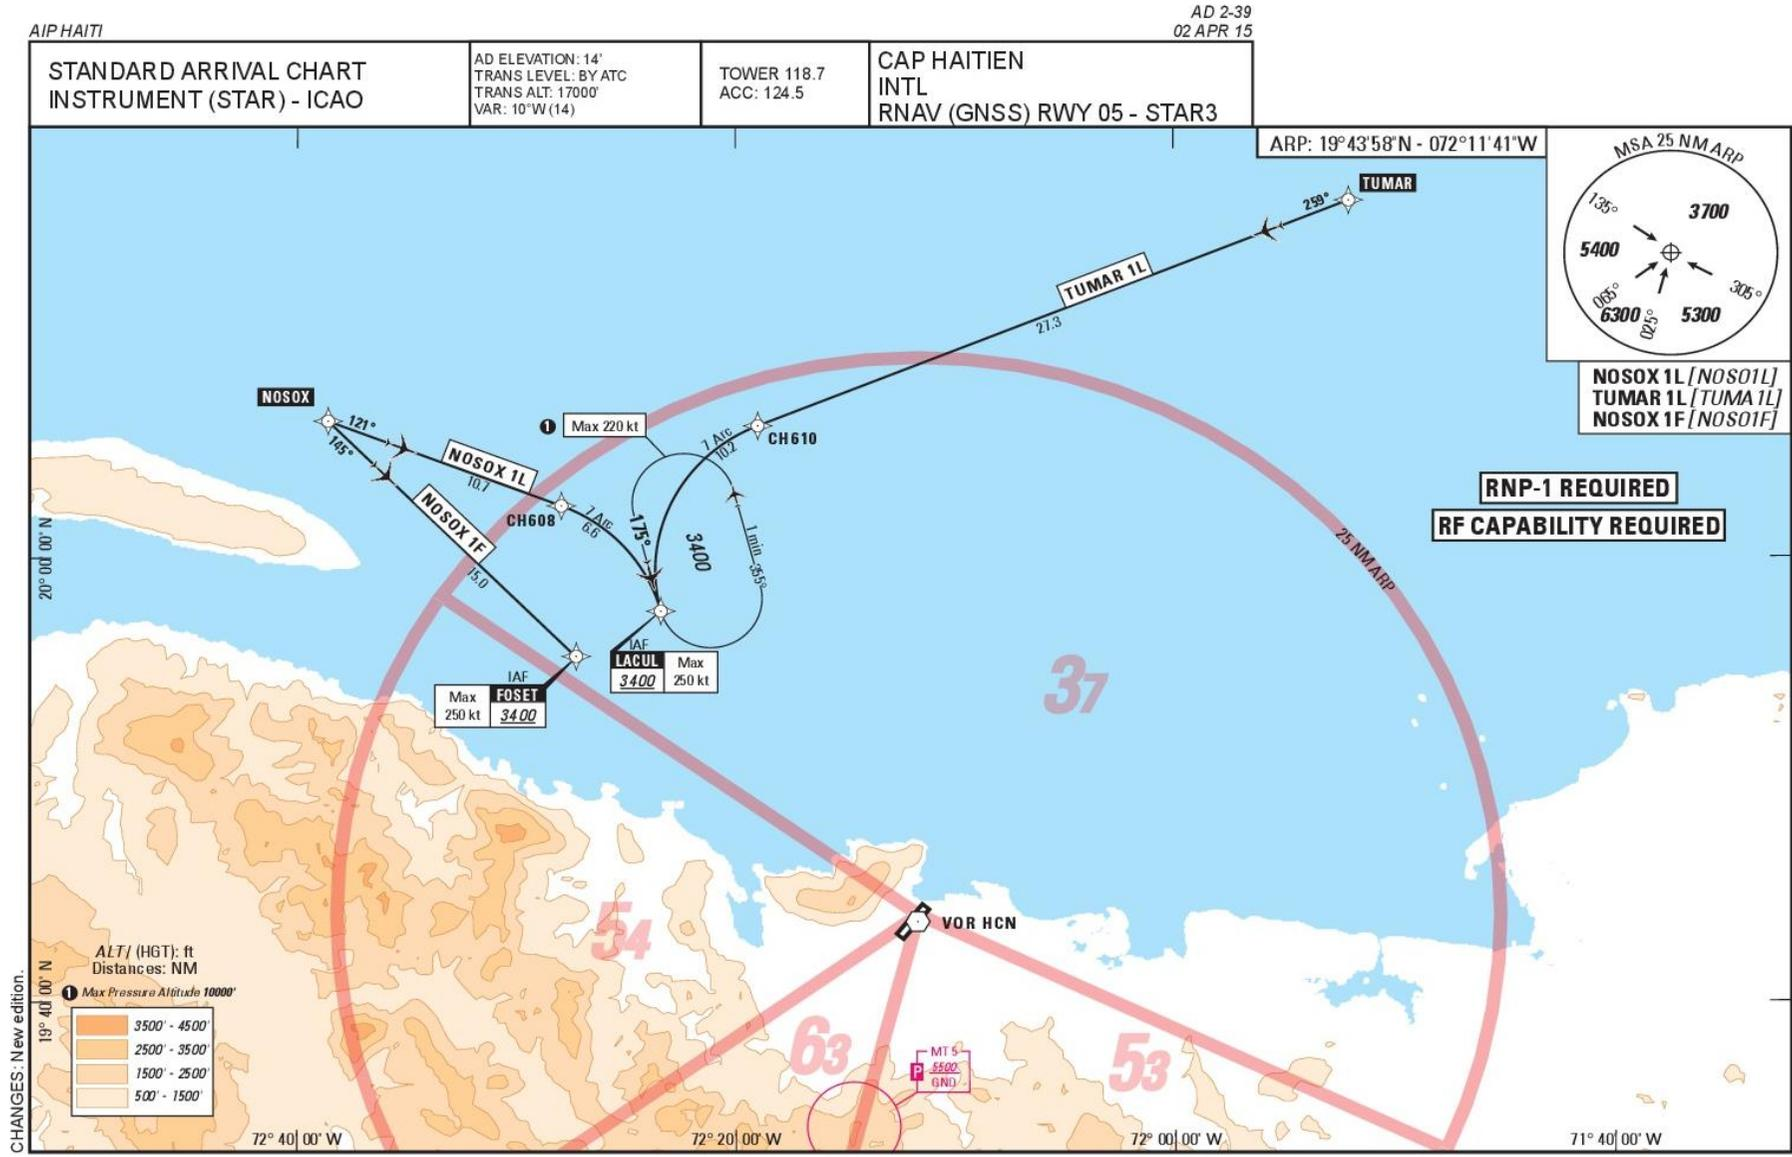 AIP HAITI
AD 2-39
02 APR 15
STANDARD ARRIVAL CHART
INSTRUMENT (STAR) - ICAO
AD ELEVATION: 14'
TRANS LEVEL: BY ATC
TRANS ALT: 17000'
VAR: 10°W (14)
TOWER 118.7
ACC: 124.5
CAP HAITIEN
INTL
RNAV (GNSS) RWY 05 - STAR3
ARP: 19°43'58"N - 072°11'41"W
MSA 25 NM ARP
135°
3700
5400
065°
6300
025°
5300
305°
NOSOX 1L [NOSO1L]
TUMAR 1L [TUMA1L]
NOSOX 1F [NOSO1F]
RNP-1 REQUIRED
RF CAPABILITY REQUIRED
TUMAR
259°
TUMAR 1L
27.3
NOSOX
121°
145°
NOSOX 1L
10.7
NOSOX 1F
15.0
1 Max 220 kt
7 Arc
10.2
CH610
CH608
7 Arc
6.6
175°
3400
1 min
355°
25 NM ARP
IAF
LACUL
3400
Max
250 kt
IAF
FOSET
3400
Max
250 kt
37
54
63
53
VOR HCN
MT 5
P
5500
GND
20° 00' 00" N
19° 40' 00" N
ALT/ (HGT): ft
Distances: NM
1 Max Pressure Altitude 10000'
3500' - 4500'
2500' - 3500'
1500' - 2500'
500' - 1500'
72° 40' 00' W
72° 20' 00' W
72° 00' 00' W
71° 40' 00' W
CHANGES: New edition.